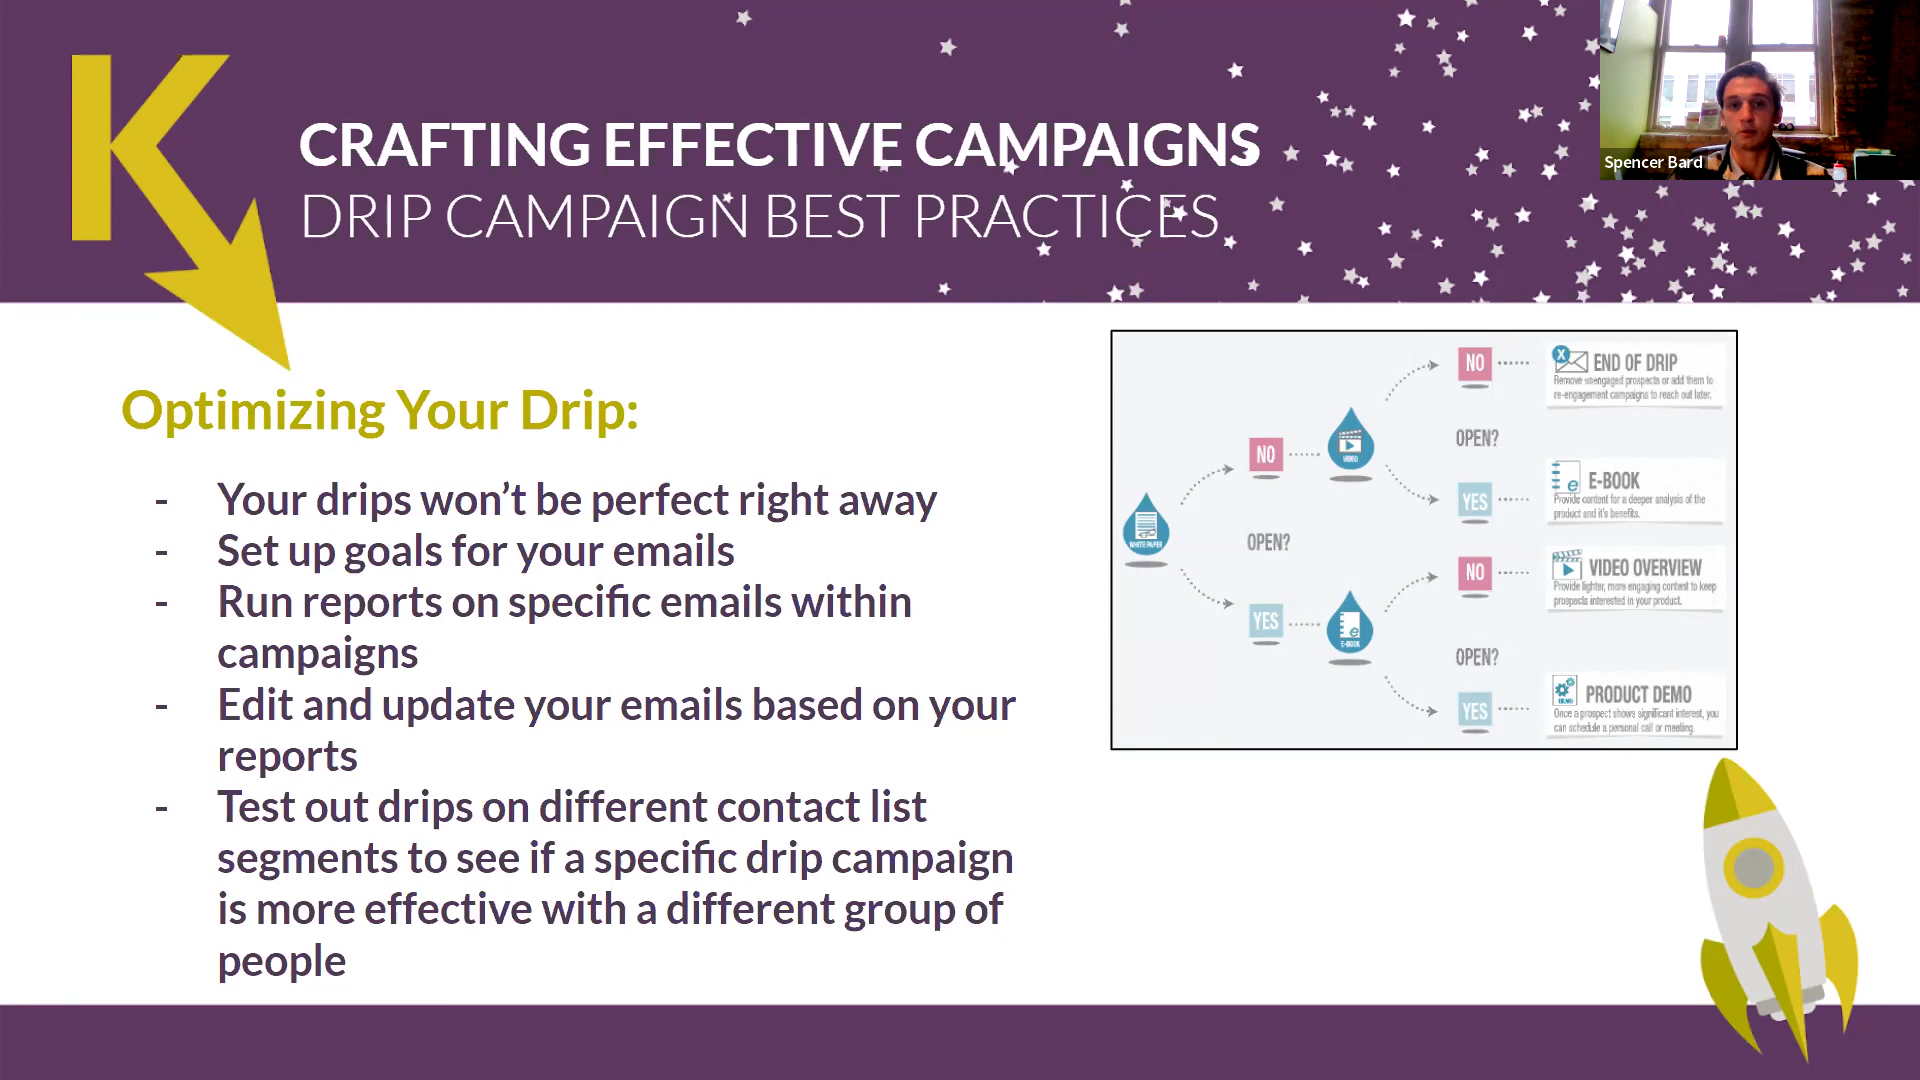 K
CRAFTING EFFECTIVE CAMPAIGNS
DRIP CAMPAIGN BEST PRACTICES
Spencer Bard
Optimizing Your Drip:
- Your drips won’t be perfect right away
- Set up goals for your emails
- Run reports on specific emails within
campaigns
- Edit and update your emails based on your
reports
- Test out drips on different contact list
segments to see if a specific drip campaign
is more effective with a different group of
people
WHITE PAPER
OPEN?
NO
YES
VIDEO
E-BOOK
NO
X END OF DRIP
Remove unengaged prospects or add them to
re-engagement campaigns to reach out later.
OPEN?
YES
e E-BOOK
Provide content for a deeper analysis of the
product and it's benefits.
NO
VIDEO OVERVIEW
Provide lighter, more engaging content to keep
prospects interested in your product.
OPEN?
YES
DEMO
PRODUCT DEMO
Once a prospect shows significant interest, you
can schedule a personal call or meeting.